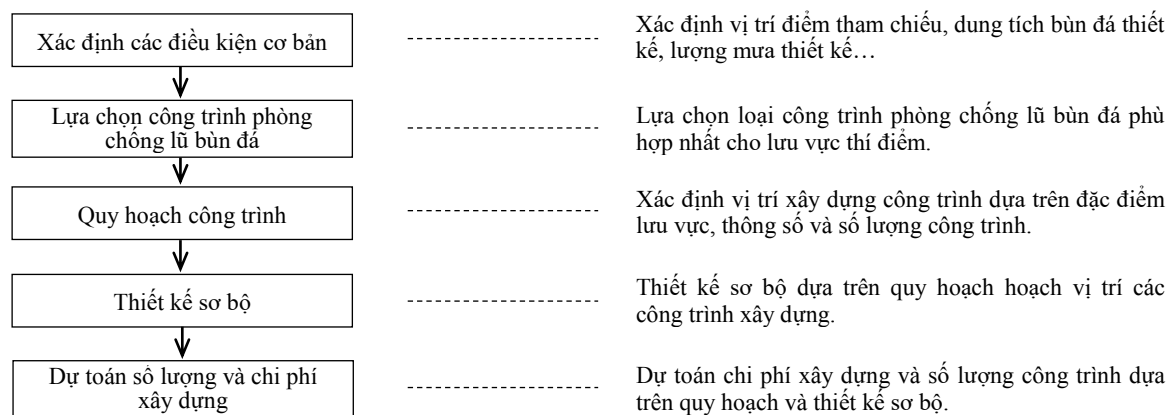 Xác định các điều kiện cơ bản
Xác định vị trí điểm tham chiếu, dung tích bùn đá thiết
kế, lượng mưa thiết kế…
Lựa chọn công trình phòng
chống lũ bùn đá
Lựa chọn loại công trình phòng chống lũ bùn đá phù
hợp nhất cho lưu vực thí điểm.
Quy hoạch công trình
Xác định vị trí xây dựng công trình dựa trên đặc điểm
lưu vực, thông số và số lượng công trình.
Thiết kế sơ bộ
Thiết kế sơ bộ dựa trên quy hoạch hoạch vị trí các
công trình xây dựng.
Dự toán số lượng và chi phí
xây dựng
Dự toán chi phí xây dựng và số lượng công trình dựa
trên quy hoạch và thiết kế sơ bộ.